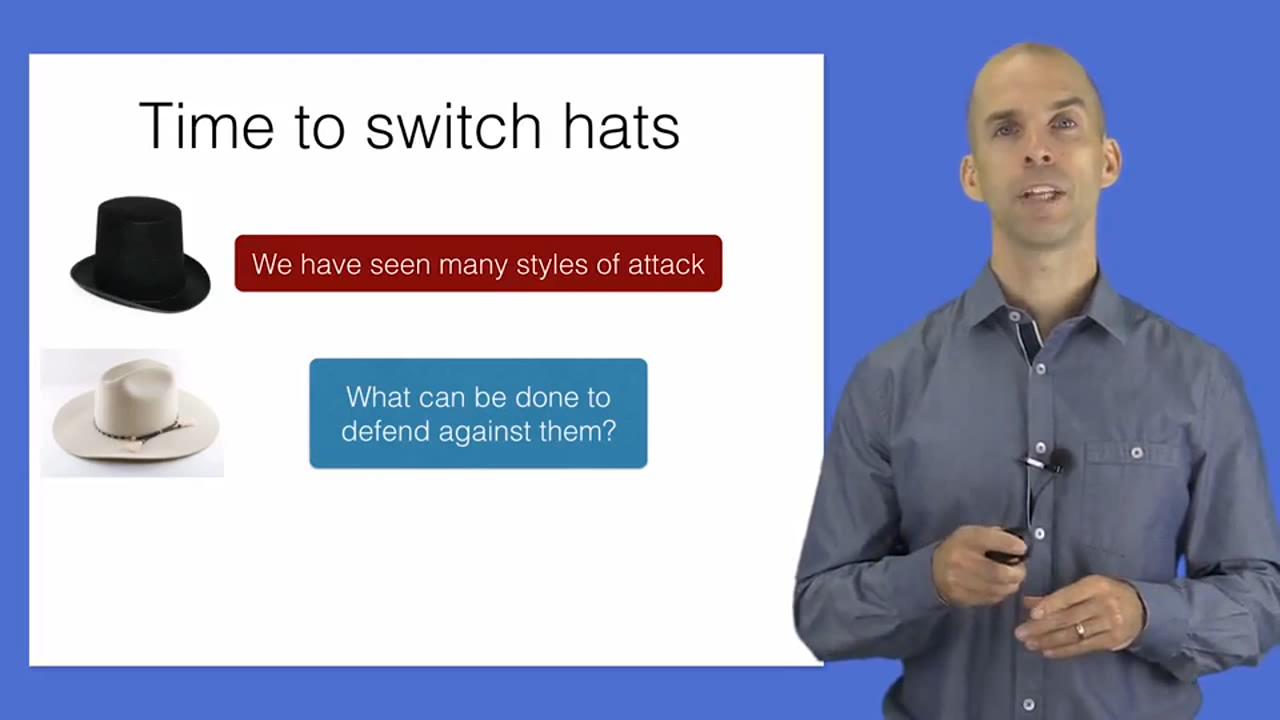 Time to switch hats
We have seen many styles of attack
What can be done to
defend against them?